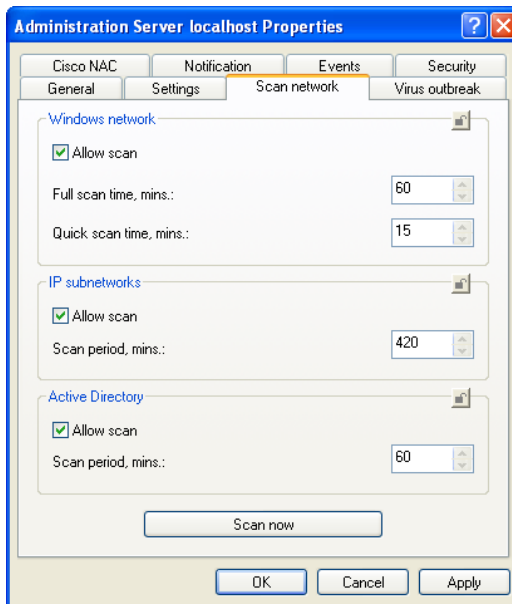 Administration Server localhost Properties
Cisco NAC Notification Events Security
General Settings Scan network Virus outbreak
Windows network
Allow scan
Full scan time, mins.: 60
Quick scan time, mins.: 15
IP subnetworks
Allow scan
Scan period, mins.: 420
Active Directory
Allow scan
Scan period, mins.: 60
Scan now
OK Cancel Apply